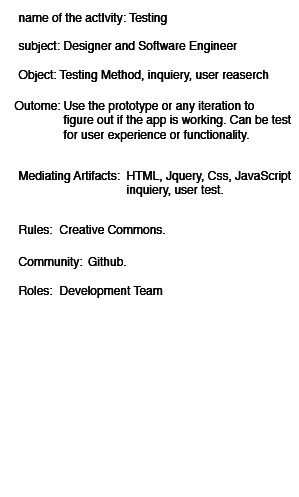 name of the actIvity: Testing
subject: Designer and Software Engineer
Object: Testing Method, inquiery, user reaserch
Outome: Use the prototype or any iteration to
figure out if the app is working. Can be test
for user experience or functionality.
Mediating Artifacts: HTML, Jquery, Css, JavaScript
inquiery, user test.
Rules: Creative Commons.
Community: Github.
Roles: Development Team